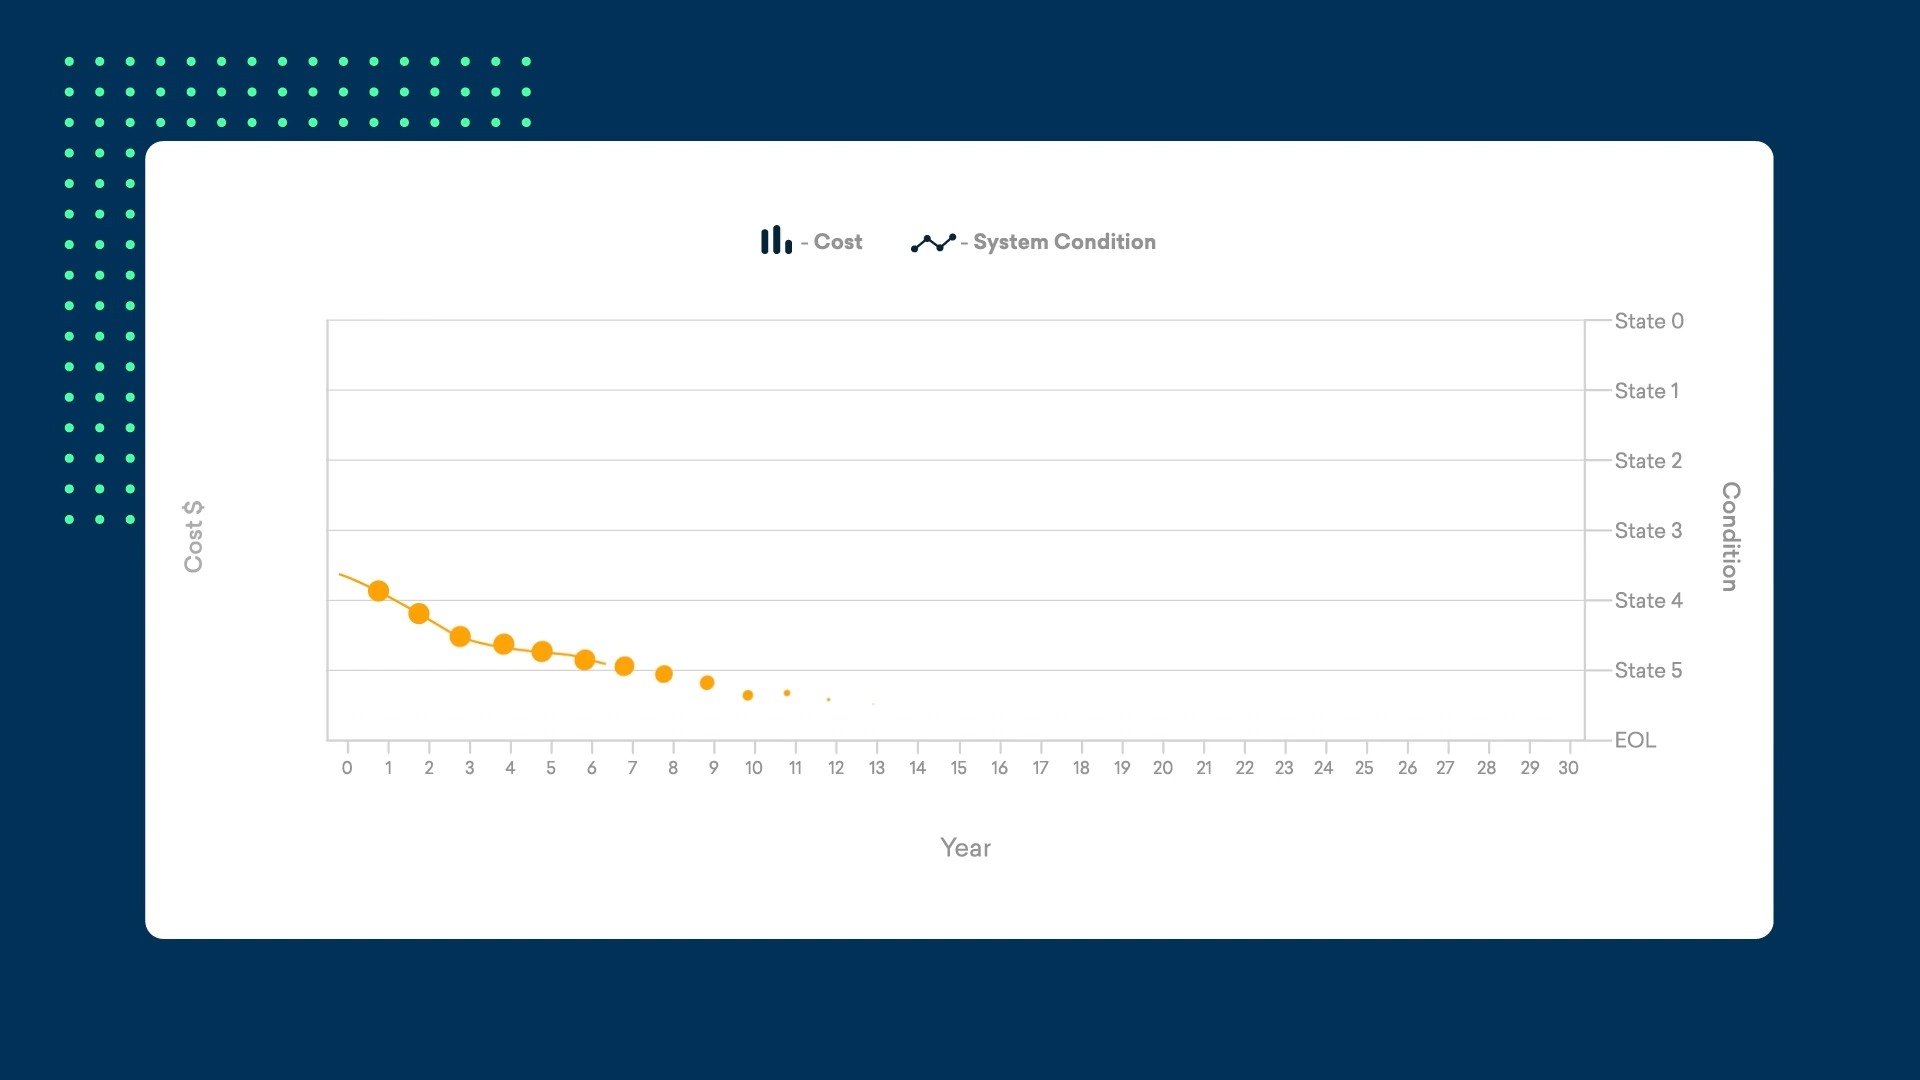 - Cost - System Condition
State 0
State 1
State 2
State 3
State 4
State 5
EOL
Cost $
Condition
0 1 2 3 4 5 6 7 8 9 10 11 12 13 14 15 16 17 18 19 20 21 22 23 24 25 26 27 28 29 30
Year